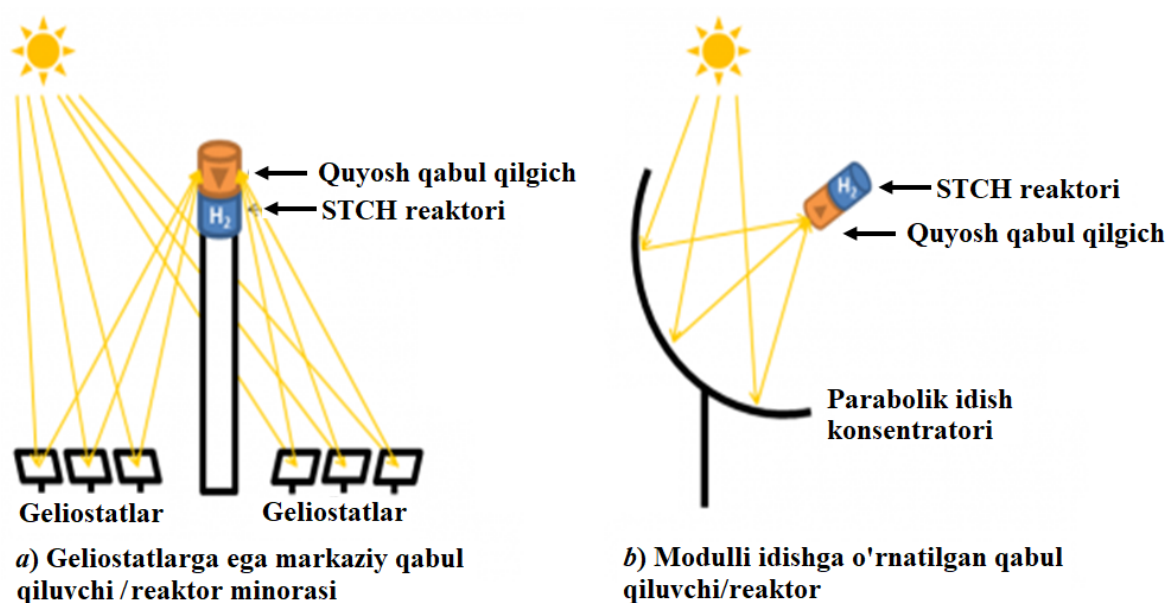 Quyosh qabul qilgich
STCH reaktori
H2
Geliostatlar
Geliostatlar
a) Geliostatlarga ega markaziy qabul
qiluvchi / reaktor minorasi
H2
STCH reaktori
Quyosh qabul qilgich
Parabolik idish
konsentratori
b) Modulli idishga o'rnatilgan qabul
qiluvchi/reaktor